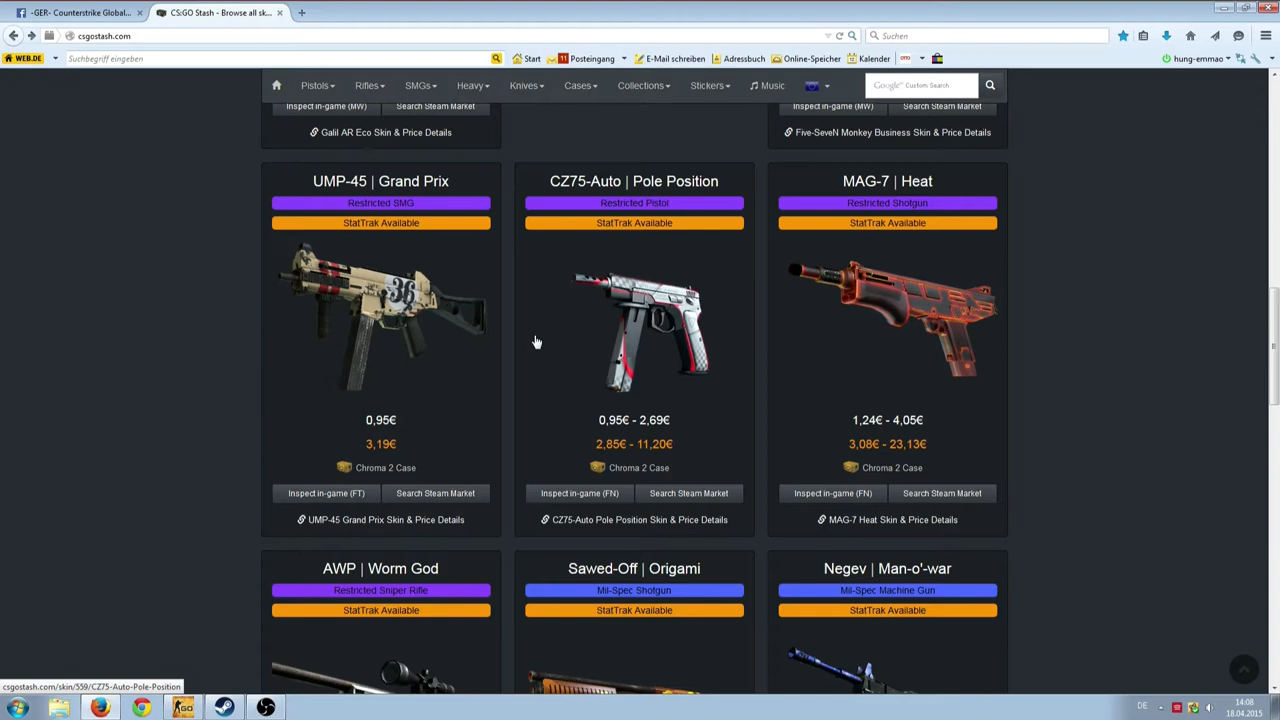 -GER- Counterstrike Global...
CS:GO Stash - Browse all sk...
csgostash.com
Suchen
WEB.DE
Suchbegriff eingeben
Start
11 Posteingang
E-Mail schreiben
Adressbuch
Online-Speicher
Kalender
OTTO
hung-emmao
Pistols
Rifles
SMGs
Heavy
Knives
Cases
Collections
Stickers
Music
Google Custom Search
Inspect in-game (MW)
Search Steam Market
Inspect in-game (MW)
Search Steam Market
Galil AR Eco Skin & Price Details
Five-SeveN Monkey Business Skin & Price Details
UMP-45 | Grand Prix
Restricted SMG
StatTrak Available
36
0,95€
3,19€
Chroma 2 Case
Inspect in-game (FT)
Search Steam Market
UMP-45 Grand Prix Skin & Price Details
CZ75-Auto | Pole Position
Restricted Pistol
StatTrak Available
0,95€ - 2,69€
2,85€ - 11,20€
Chroma 2 Case
Inspect in-game (FN)
Search Steam Market
CZ75-Auto Pole Position Skin & Price Details
MAG-7 | Heat
Restricted Shotgun
StatTrak Available
1,24€ - 4,05€
3,08€ - 23,13€
Chroma 2 Case
Inspect in-game (FN)
Search Steam Market
MAG-7 Heat Skin & Price Details
AWP | Worm God
Restricted Sniper Rifle
StatTrak Available
Sawed-Off | Origami
Mil-Spec Shotgun
StatTrak Available
Negev | Man-o'-war
Mil-Spec Machine Gun
StatTrak Available
csgostash.com/skin/559/CZ75-Auto-Pole-Position
GO
DE
14:08
18.04.2015